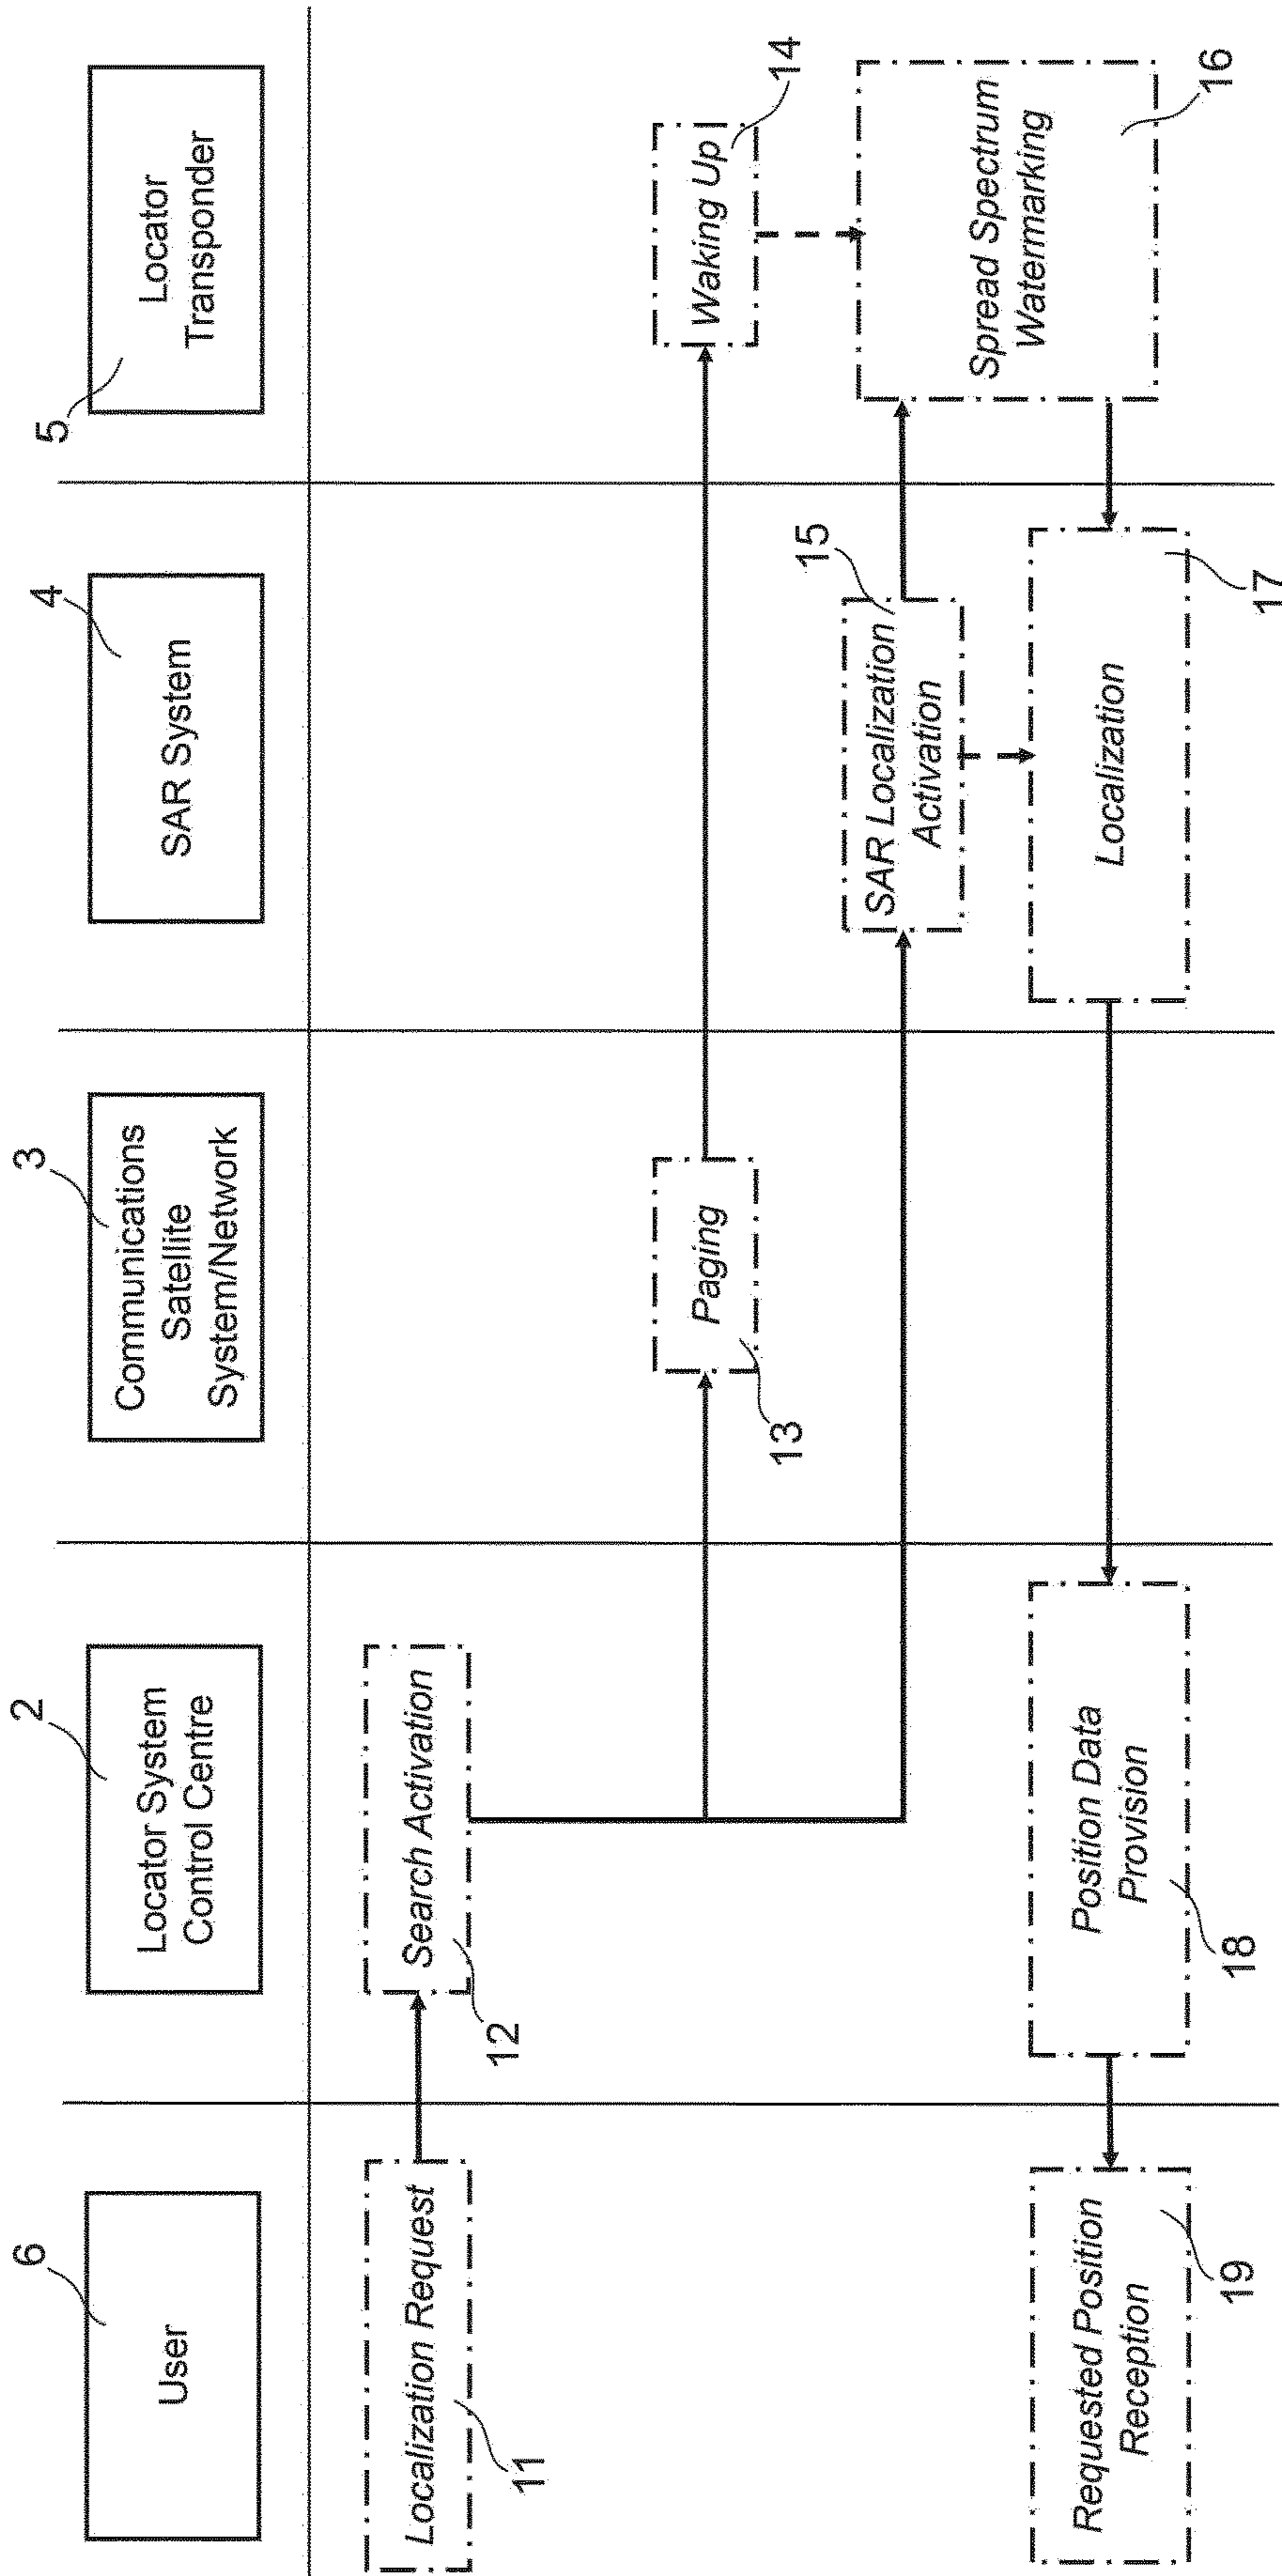 6
User
2
Locator System
Control Centre
3
Communications
Satellite
System/Network
4
SAR System
5
Locator
Transponder
Localization Request
11
Search Activation
12
Paging
13
Waking Up
14
SAR Localization
Activation
15
Spread Spectrum
Watermarking
16
Localization
17
Position Data
Provision
18
Requested Position
Reception
19